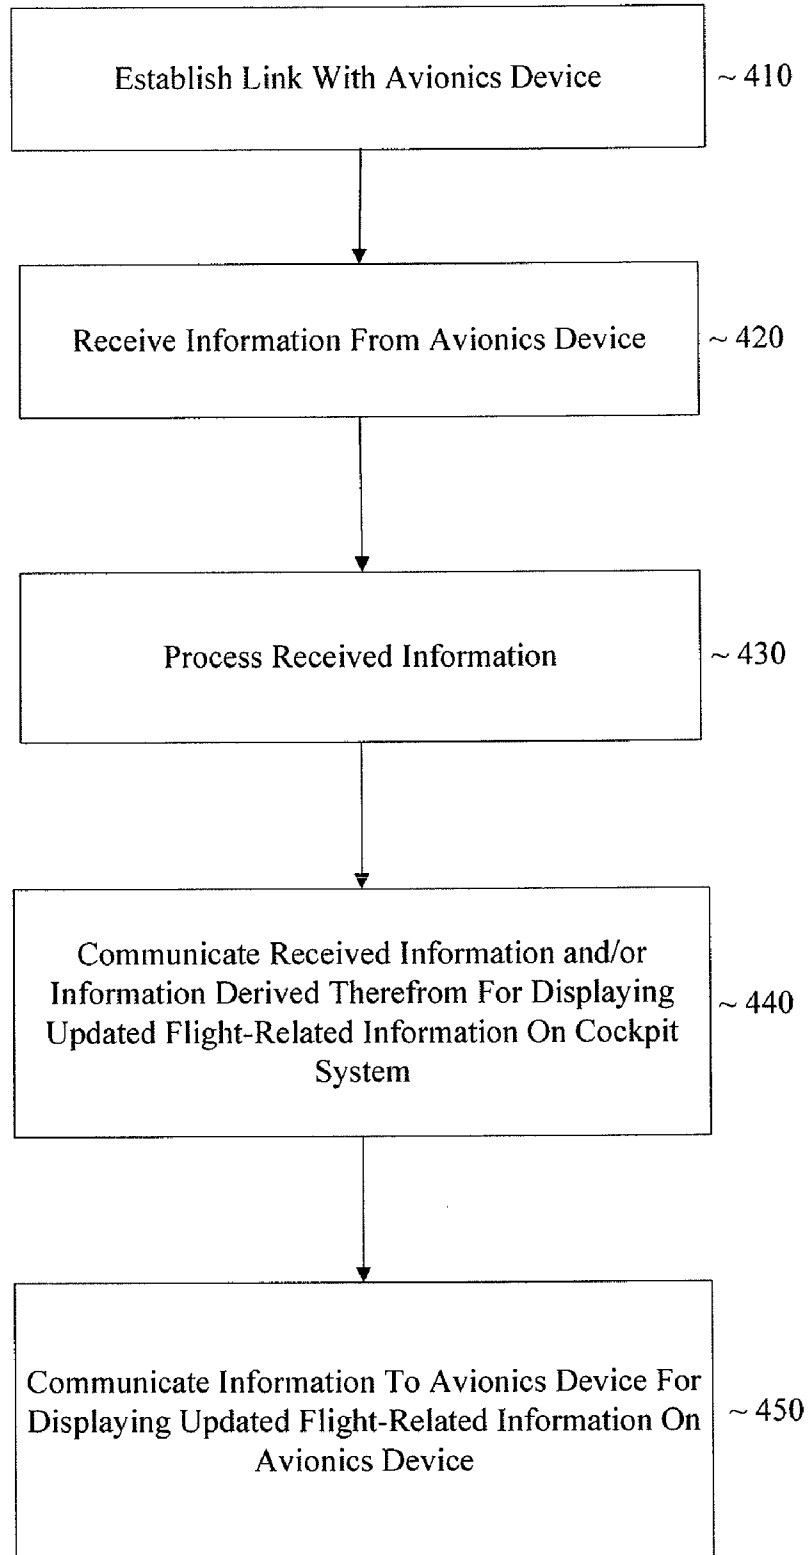 Establish Link With Avionics Device ~ 410
Receive Information From Avionics Device ~ 420
Process Received Information ~ 430
Communicate Received Information and/or
Information Derived Therefrom For Displaying
Updated Flight-Related Information On Cockpit
System
~ 440
Communicate Information To Avionics Device For
Displaying Updated Flight-Related Information On
Avionics Device
~ 450